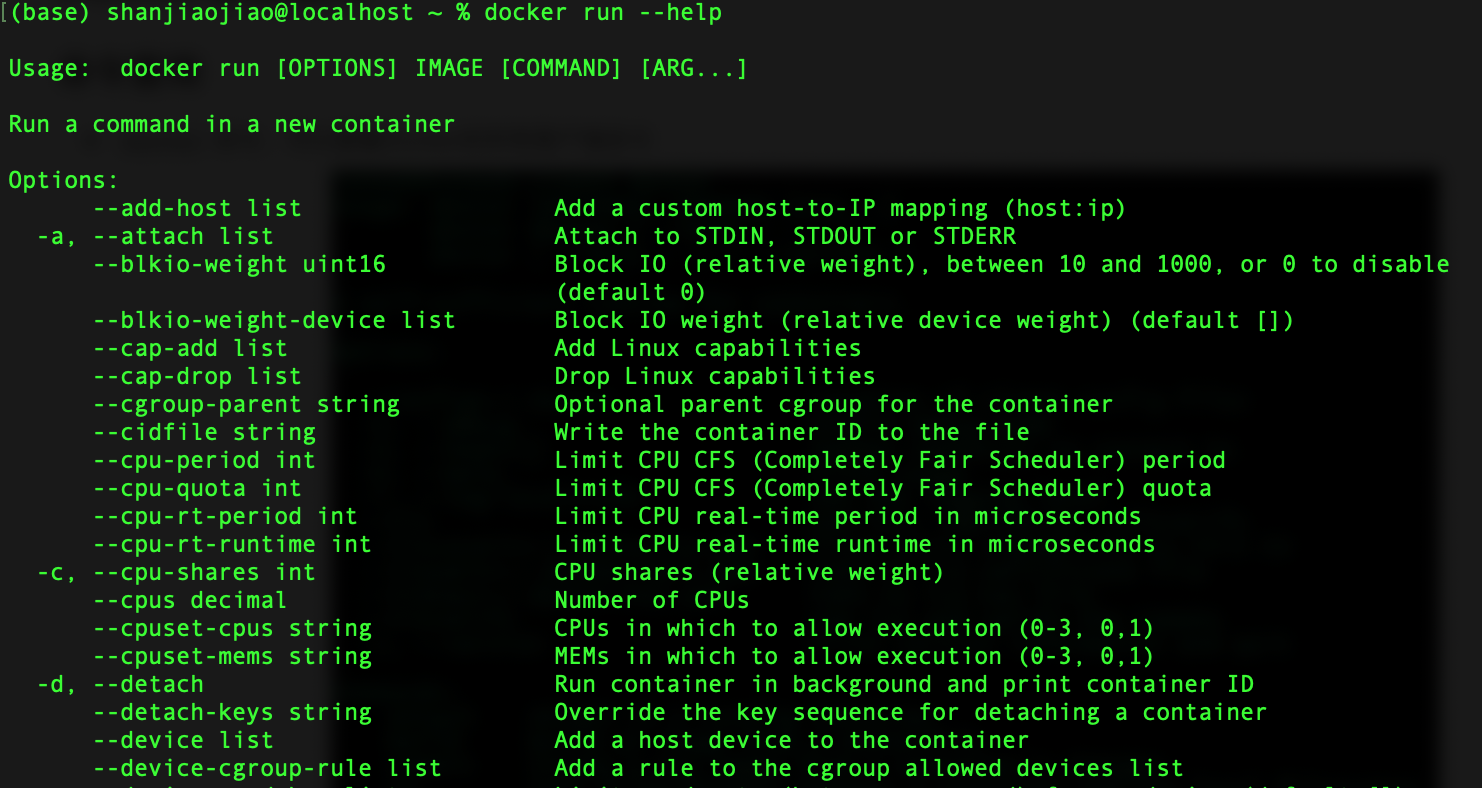 [(base) shanjiaojiao@localhost ~ % docker run --help
Usage:  docker run [OPTIONS] IMAGE [COMMAND] [ARG...]
Run a command in a new container
Options:
      --add-host list                  Add a custom host-to-IP mapping (host:ip)
  -a, --attach list                    Attach to STDIN, STDOUT or STDERR
      --blkio-weight uint16            Block IO (relative weight), between 10 and 1000, or 0 to disable
                                       (default 0)
      --blkio-weight-device list       Block IO weight (relative device weight) (default [])
      --cap-add list                   Add Linux capabilities
      --cap-drop list                  Drop Linux capabilities
      --cgroup-parent string           Optional parent cgroup for the container
      --cidfile string                 Write the container ID to the file
      --cpu-period int                 Limit CPU CFS (Completely Fair Scheduler) period
      --cpu-quota int                  Limit CPU CFS (Completely Fair Scheduler) quota
      --cpu-rt-period int              Limit CPU real-time period in microseconds
      --cpu-rt-runtime int             Limit CPU real-time runtime in microseconds
  -c, --cpu-shares int                 CPU shares (relative weight)
      --cpus decimal                   Number of CPUs
      --cpuset-cpus string             CPUs in which to allow execution (0-3, 0,1)
      --cpuset-mems string             MEMs in which to allow execution (0-3, 0,1)
  -d, --detach                         Run container in background and print container ID
      --detach-keys string             Override the key sequence for detaching a container
      --device list                    Add a host device to the container
      --device-cgroup-rule list        Add a rule to the cgroup allowed devices list